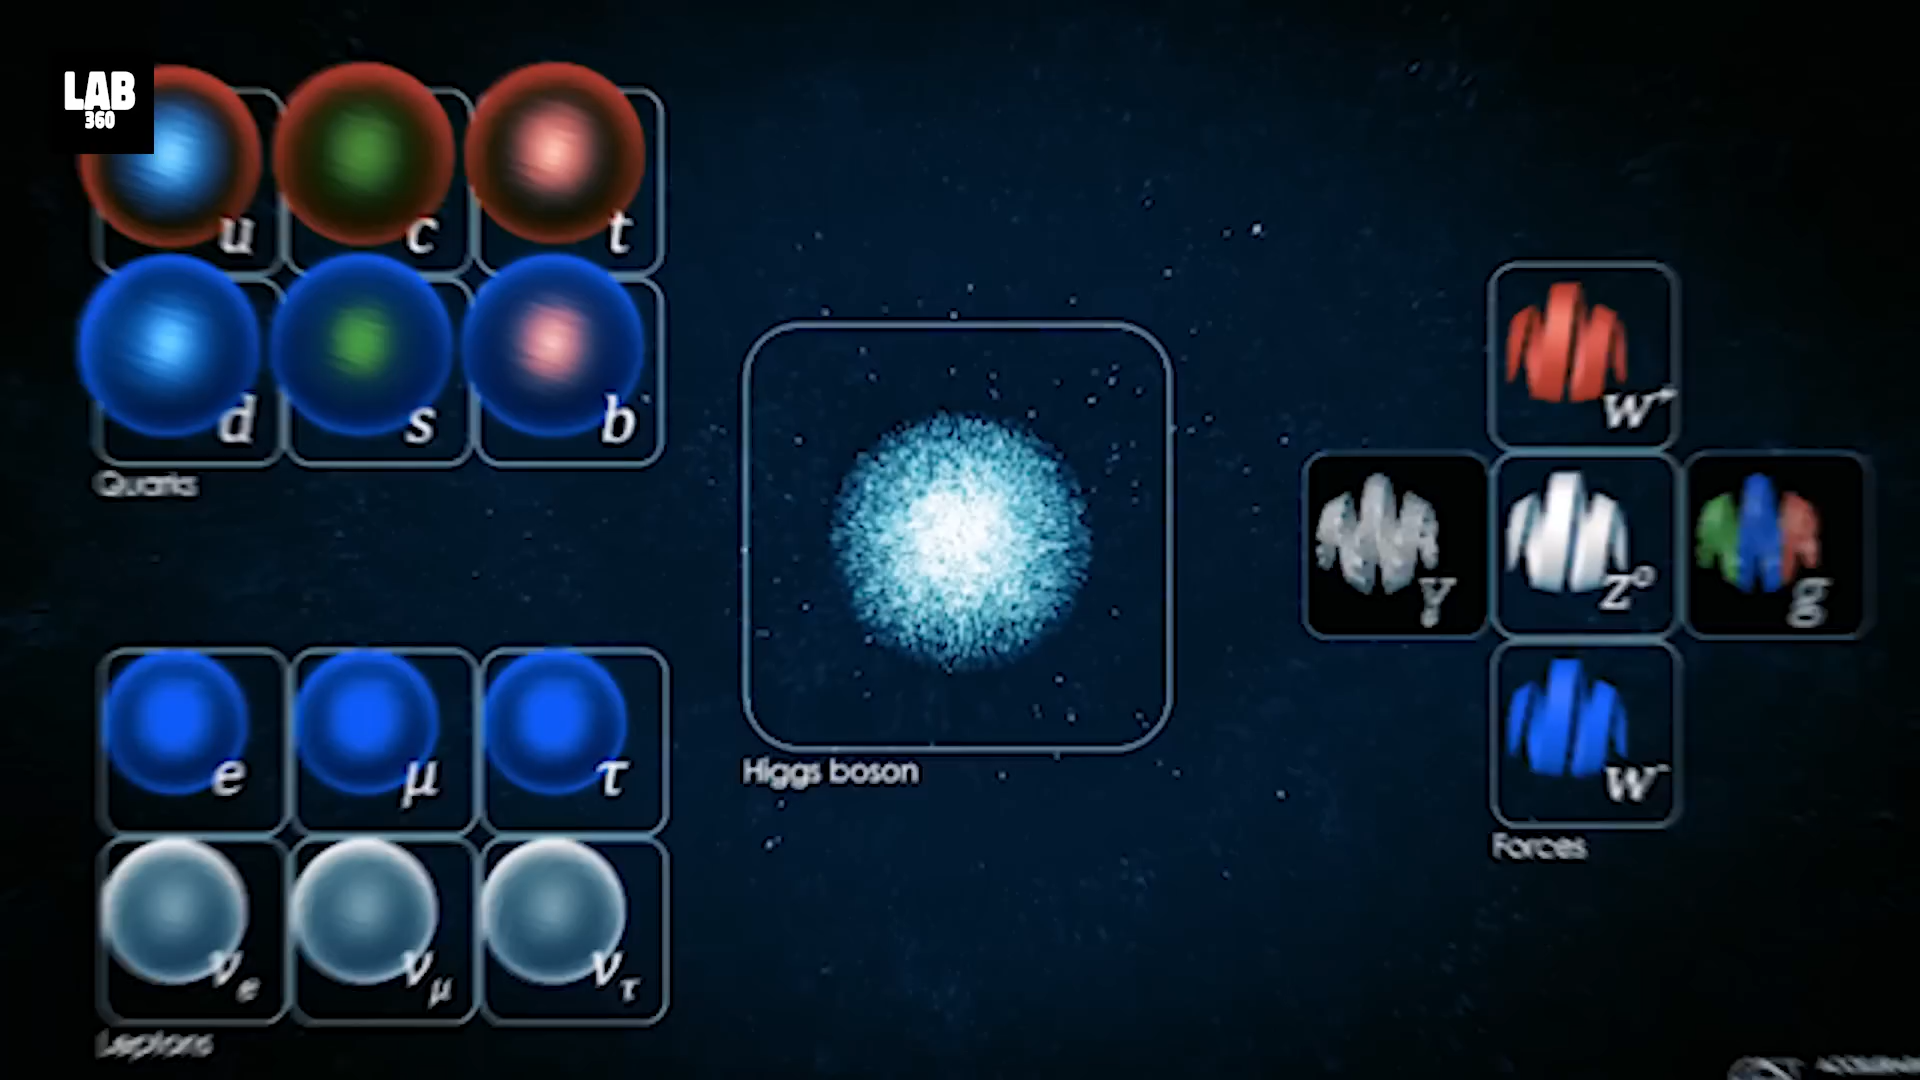 LAB
360
u c t
d s b
Quarks
e μ τ
νe νμ ντ
Leptons
Higgs boson
W+
γ Z0 g
W-
Forces